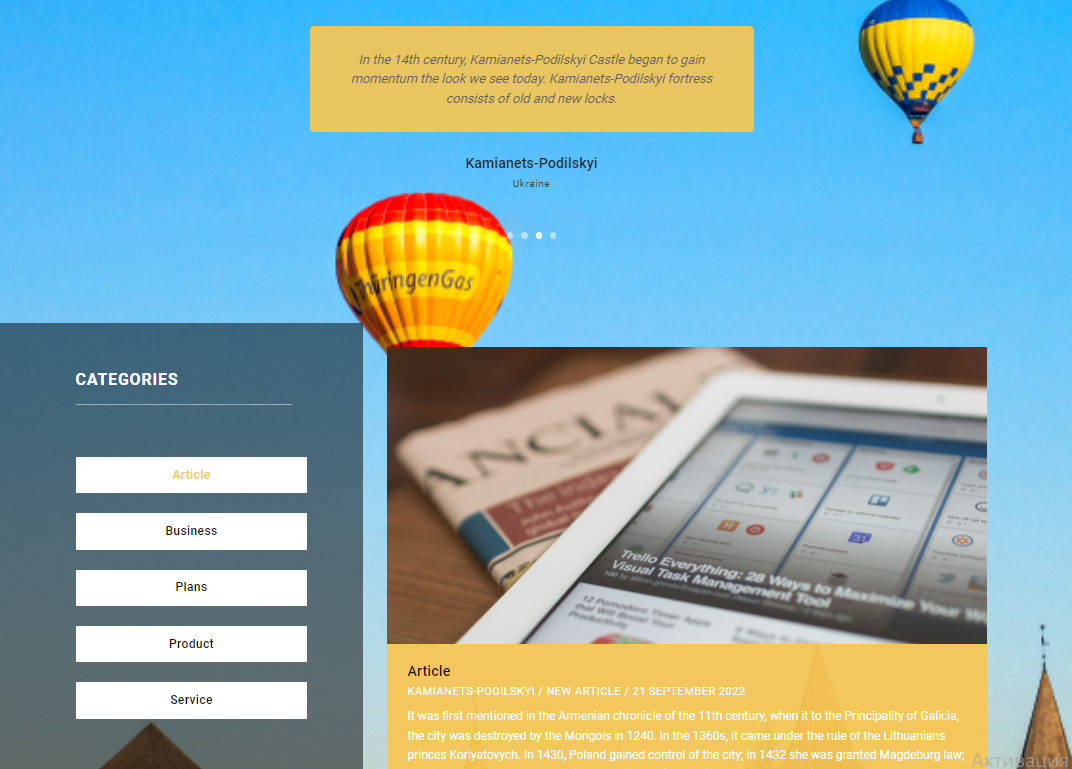 In the 14th century, Kamianets-Podilskyi Castle began to gain
momentum the look we see today. Kamianets-Podilskyi fortress
consists of old and new locks.
Kamianets-Podilskyi
Ukraine
ThüringenGas
CATEGORIES
Article
Business
Plans
Product
Service
ANCIAL
Trello Everything: 28 Ways to Maximize Your
Visual Task Management Tool
12 Pomodoro Timer Apps
that Will Boost Your
Productivity
Article
KAMIANETS-PODILSKYI / NEW ARTICLE / 21 SEPTEMBER 2022
It was first mentioned in the Armenian chronicle of the 11th century, when it to the Principality of Galicia,
the city was destroyed by the Mongols in 1240. In the 1360s, it came under the rule of the Lithuanians
princes Koriyatovych. In 1430, Poland gained control of the city; in 1432 she was granted Magdeburg law;
Активация